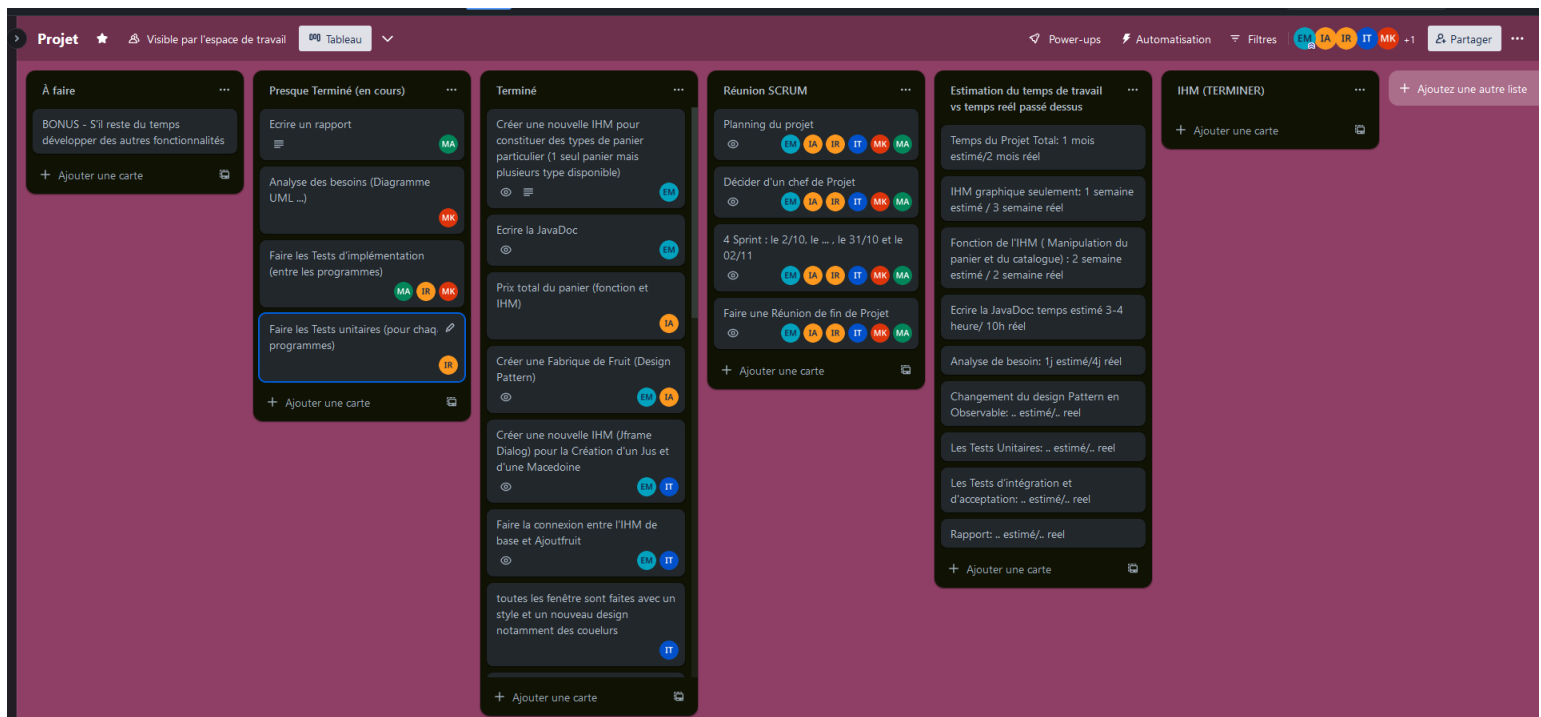 Projet
Visible par l'espace de travail
Tableau
Power-ups
Automatisation
Filtres
EM IA IR IT MK +1
Partager
À faire
BONUS - S'il reste du temps
développer des autres fonctionnalités
+ Ajouter une carte
Presque Terminé (en cours)
Ecrire un rapport
MA
Analyse des besoins (Diagramme
UML ...)
MK
Faire les Tests d'implémentation
(entre les programmes)
MA IR MK
Faire les Tests unitaires (pour chaq
programmes)
IR
+ Ajouter une carte
Terminé
Créer une nouvelle IHM pour
constituer des types de panier
particulier (1 seul panier mais
plusieurs type disponible)
EM
Ecrire la JavaDoc
EM
Prix total du panier (fonction et
IHM)
IA
Créer une Fabrique de Fruit (Design
Pattern)
EM IA
Créer une nouvelle IHM (Jframe
Dialog) pour la Création d'un Jus et
d'une Macedoine
EM IT
Faire la connexion entre l'IHM de
base et Ajoutfruit
EM IT
toutes les fenêtre sont faites avec un
style et un nouveau design
notamment des couelurs
IT
+ Ajouter une carte
Réunion SCRUM
Planning du projet
EM IA IR IT MK MA
Décider d'un chef de Projet
EM IA IR IT MK MA
4 Sprint : le 2/10, le ... , le 31/10 et le
02/11
EM IA IR IT MK MA
Faire une Réunion de fin de Projet
EM IA IR IT MK MA
+ Ajouter une carte
Estimation du temps de travail
vs temps reél passé dessus
Temps du Projet Total: 1 mois
estimé/2 mois réel
IHM graphique seulement: 1 semaine
estimé / 3 semaine réel
Fonction de l'IHM ( Manipulation du
panier et du catalogue) : 2 semaine
estimé / 2 semaine réel
Ecrire la JavaDoc: temps estimé 3-4
heure/ 10h réel
Analyse de besoin: 1j estimé/4j réel
Changement du design Pattern en
Observable: .. estimé/.. reel
Les Tests Unitaires: .. estimé/.. reel
Les Tests d'intégration et
d'acceptation: .. estimé/.. reel
Rapport: .. estimé/.. reel
+ Ajouter une carte
IHM (TERMINER)
+ Ajouter une carte
+ Ajoutez une autre liste